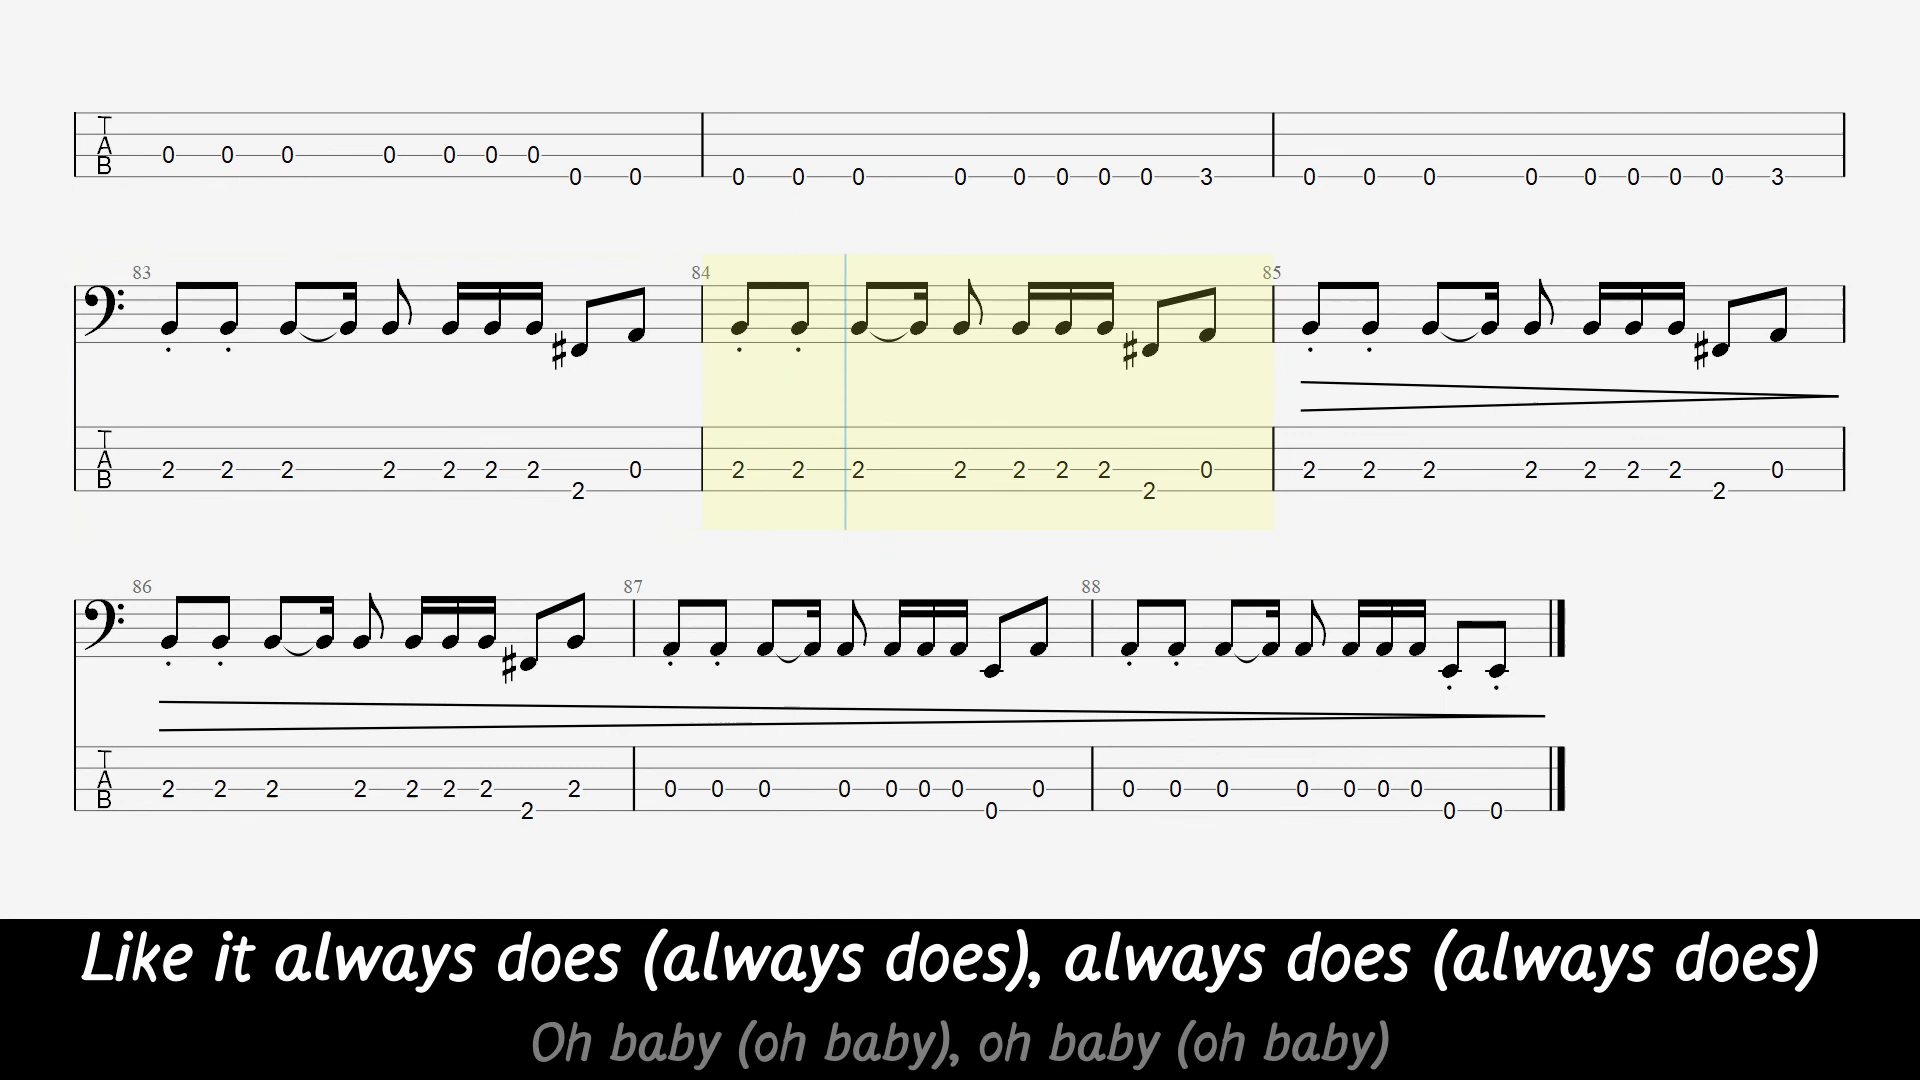 T
A
B
0 0 0 0 0 0 0 0 0 0 0 0 0 0 0 0 0 3 0 0 0 0 0 0 0 0 3
83 84 85
T
A
B
2 2 2 2 2 2 2 2 0 2 2 2 2 2 2 2 2 0 2 2 2 2 2 2 2 2 0
86 87 88
T
A
B
2 2 2 2 2 2 2 2 2 0 0 0 0 0 0 0 0 0 0 0 0 0 0 0 0 0 0
Like it always does (always does), always does (always does)
Oh baby (oh baby), oh baby (oh baby)